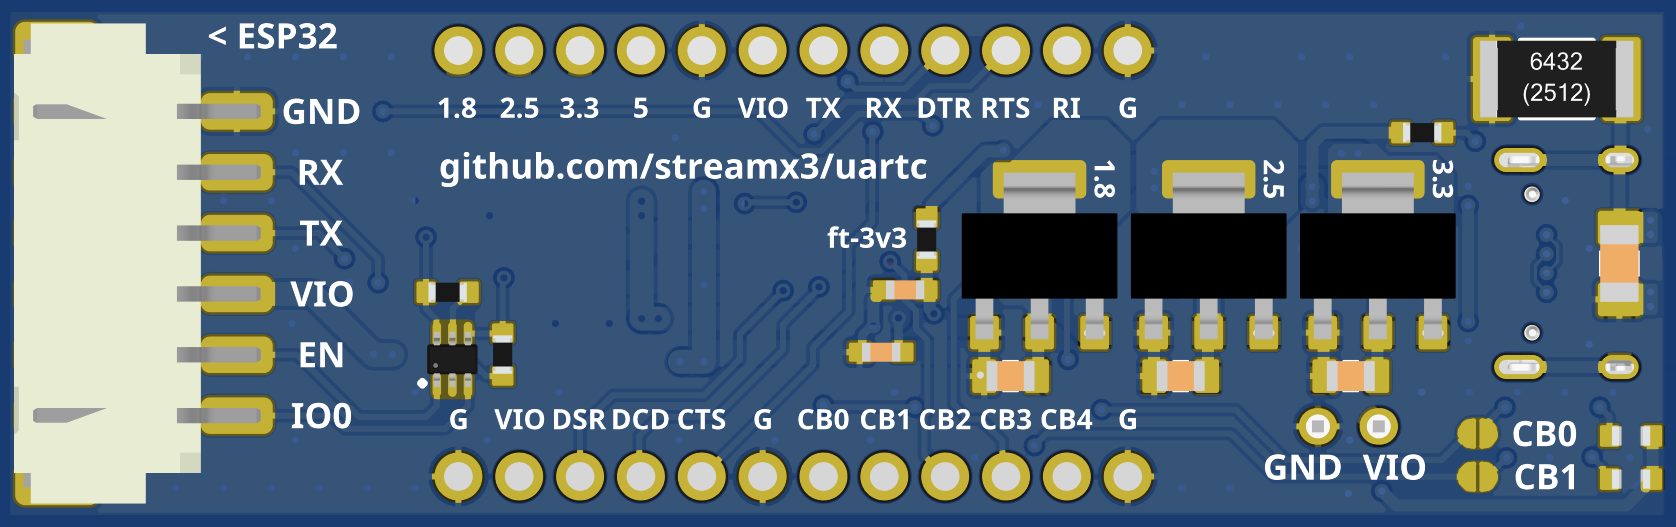 < ESP32
GND
RX
TX
VIO
EN
IO0
1.8 2.5 3.3 5 G VIO TX RX DTR RTS RI G
github.com/streamx3/uartc
ft-3v3
1.8
2.5
3.3
6432
(2512)
G VIO DSR DCD CTS G CB0 CB1 CB2 CB3 CB4 G
GND VIO
CB0
CB1